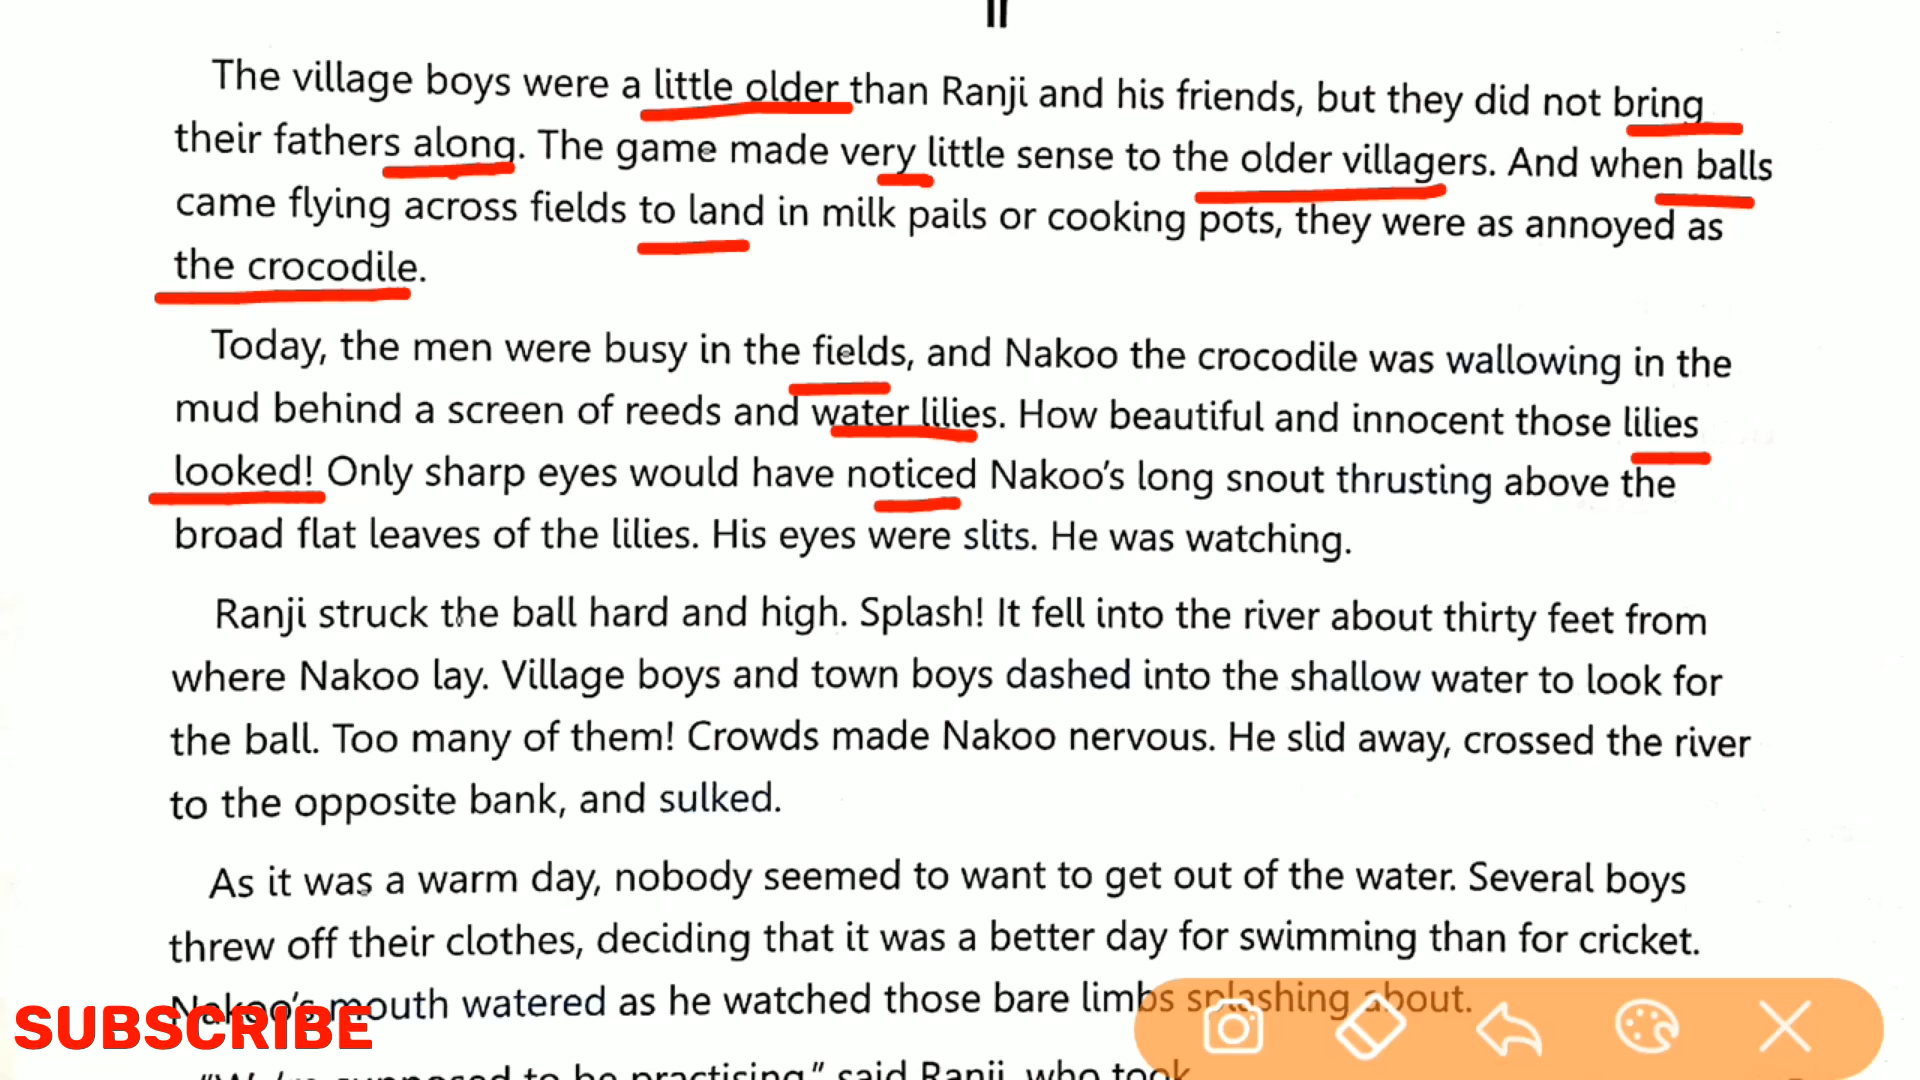 II
The village boys were a little older than Ranji and his friends, but they did not bring
their fathers along. The game made very little sense to the older villagers. And when balls
came flying across fields to land in milk pails or cooking pots, they were as annoyed as
the crocodile.
Today, the men were busy in the fields, and Nakoo the crocodile was wallowing in the
mud behind a screen of reeds and water lilies. How beautiful and innocent those lilies
looked! Only sharp eyes would have noticed Nakoo's long snout thrusting above the
broad flat leaves of the lilies. His eyes were slits. He was watching.
Ranji struck the ball hard and high. Splash! It fell into the river about thirty feet from
where Nakoo lay. Village boys and town boys dashed into the shallow water to look for
the ball. Too many of them! Crowds made Nakoo nervous. He slid away, crossed the river
to the opposite bank, and sulked.
As it was a warm day, nobody seemed to want to get out of the water. Several boys
threw off their clothes, deciding that it was a better day for swimming than for cricket.
Nakoo's mouth watered as he watched those bare limbs splashing about.
SUBSCRIBE
"We're supposed to be practising," said Ranji, who took